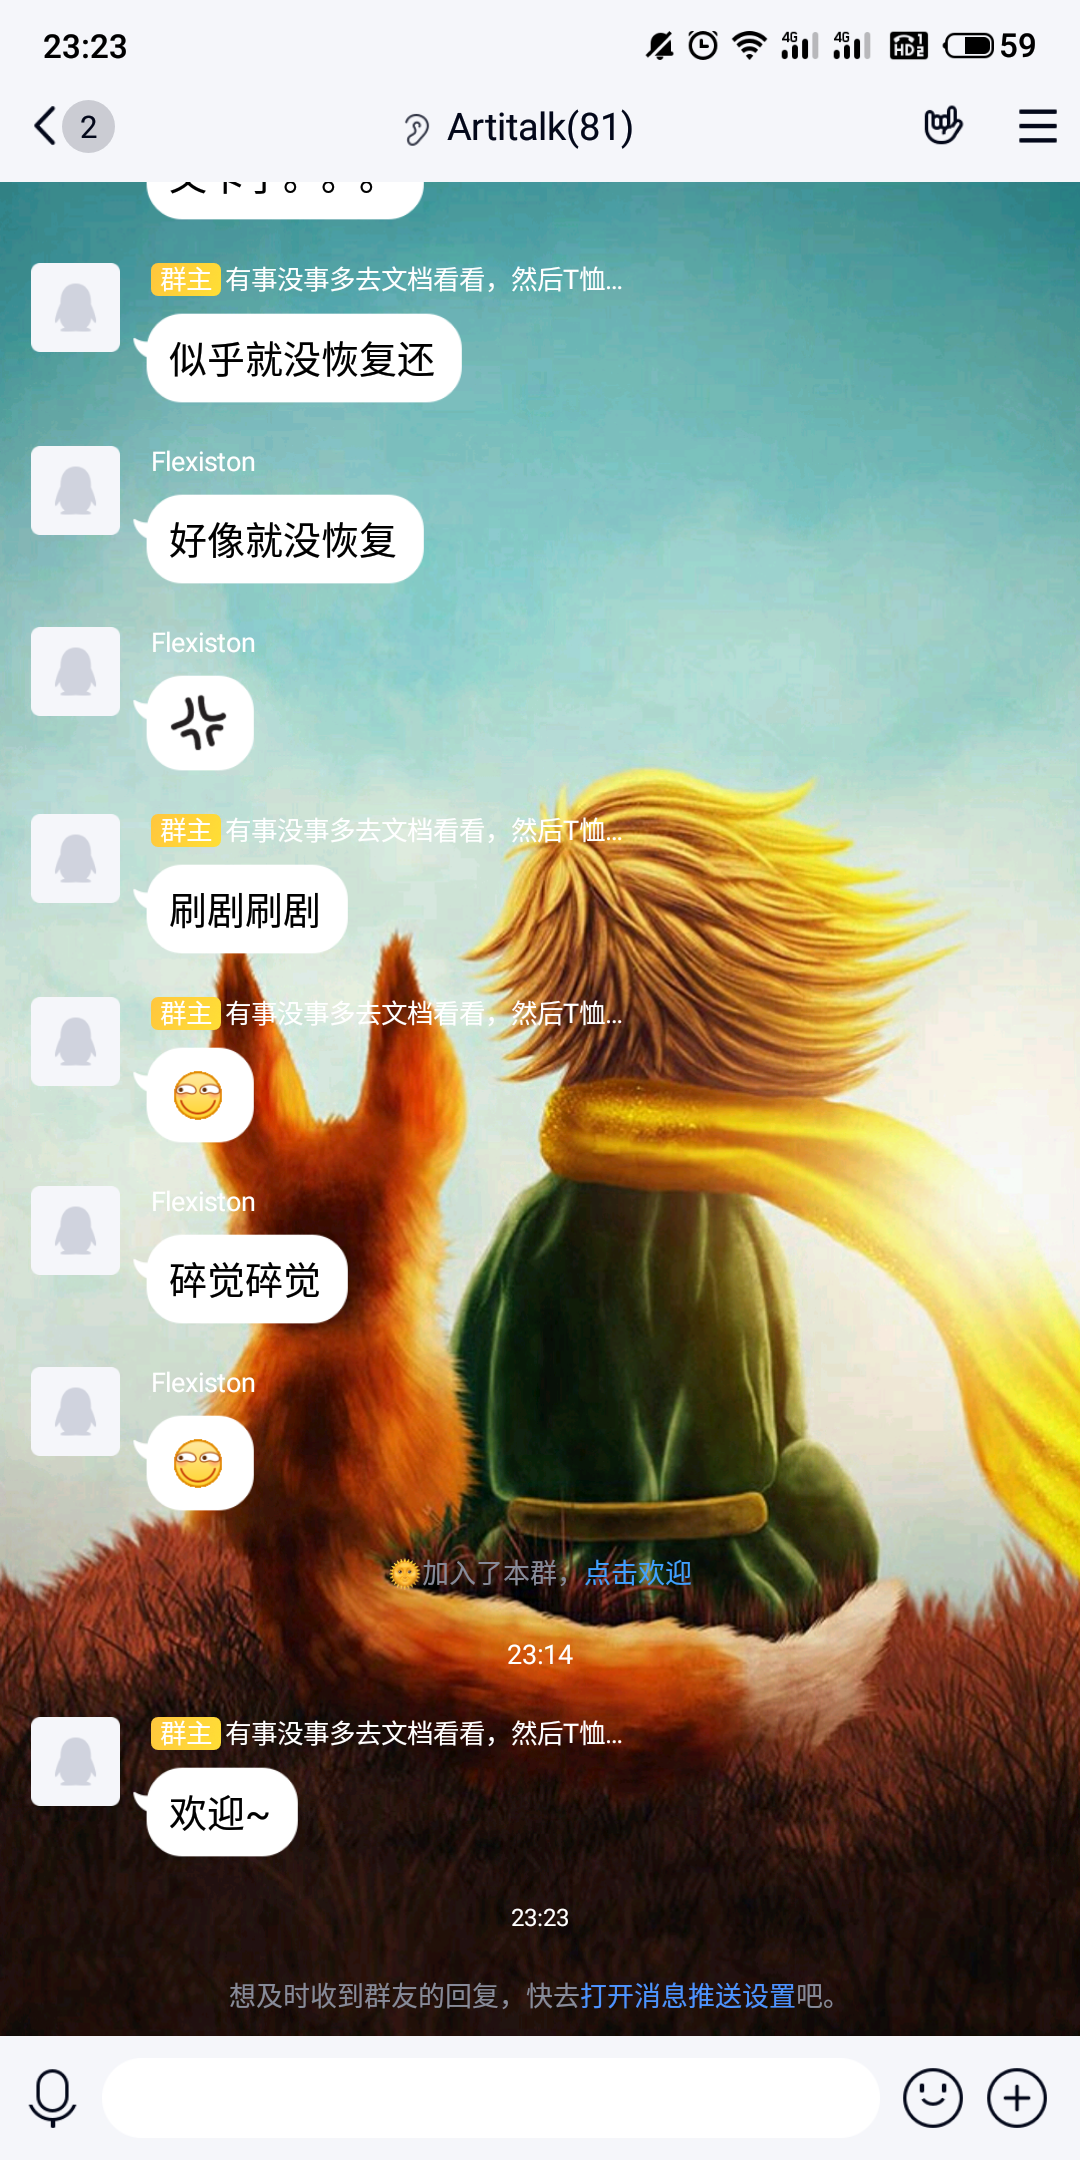 23:23
4G
4G
HD 1 2
59
2
Artitalk(81)
群主 有事没事多去文档看看，然后T恤...
似乎就没恢复还
Flexiston
好像就没恢复
Flexiston
群主 有事没事多去文档看看，然后T恤...
刷剧刷剧
群主 有事没事多去文档看看，然后T恤...
Flexiston
碎觉碎觉
Flexiston
加入了本群，点击欢迎
23:14
群主 有事没事多去文档看看，然后T恤...
欢迎~
23:23
想及时收到群友的回复，快去打开消息推送设置吧。